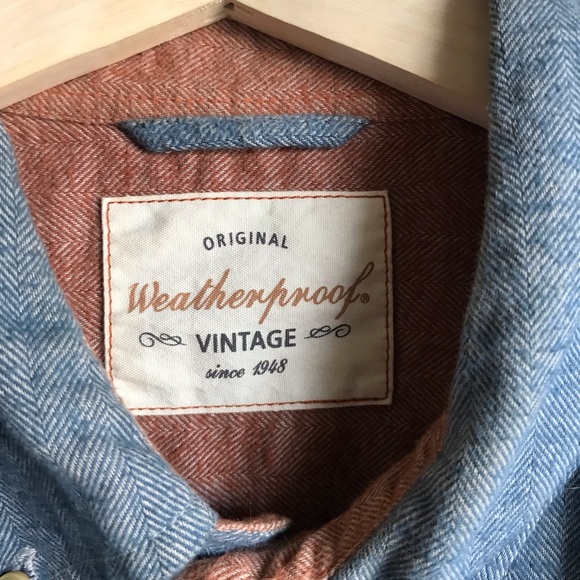 ORIGINAL
Weatherproof®
VINTAGE
since 1948